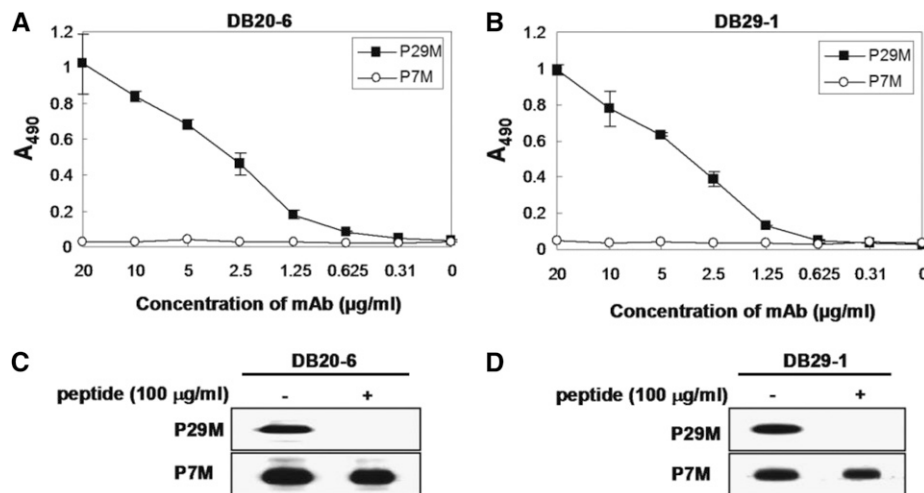 A
DB20-6
1.2
1
0.8
0.6
0.4
0.2
0
A490
P29M
P7M
20 10 5 2.5 1.25 0.625 0.31 0
Concentration of mAb (µg/ml)
B
DB29-1
1.2
1
0.8
0.6
0.4
0.2
0
A490
P29M
P7M
20 10 5 2.5 1.25 0.625 0.31 0
Concentration of mAb (µg/ml)
C
DB20-6
peptide (100 µg/ml) - +
P29M
P7M
D
DB29-1
peptide (100 µg/ml) - +
P29M
P7M